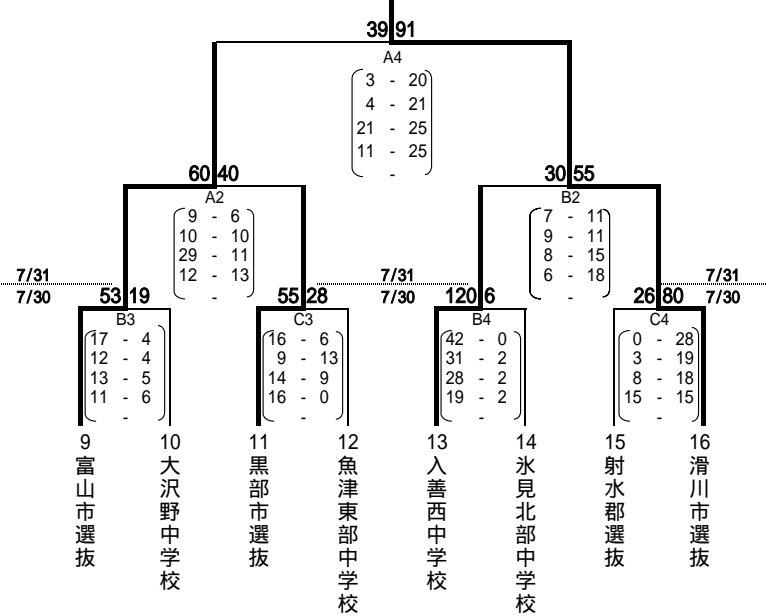 39 91
A4
3 - 20
4 - 21
21 - 25
11 - 25
-
60 40
A2
9 - 6
10 - 10
29 - 11
12 - 13
-
30 55
B2
7 - 11
9 - 11
8 - 15
6 - 18
-
7/31
7/30
7/31
7/30
7/31
7/30
53 19
B3
17 - 4
12 - 4
13 - 5
11 - 6
-
55 28
C3
16 - 6
9 - 13
14 - 9
16 - 0
-
120 6
B4
42 - 0
31 - 2
28 - 2
19 - 2
-
26 80
C4
0 - 28
3 - 19
8 - 18
15 - 15
-
9
富山市選抜
10
大沢野中学校
11
黒部市選抜
12
魚津東部中学校
13
入善西中学校
14
氷見北部中学校
15
射水郡選抜
16
滑川市選抜